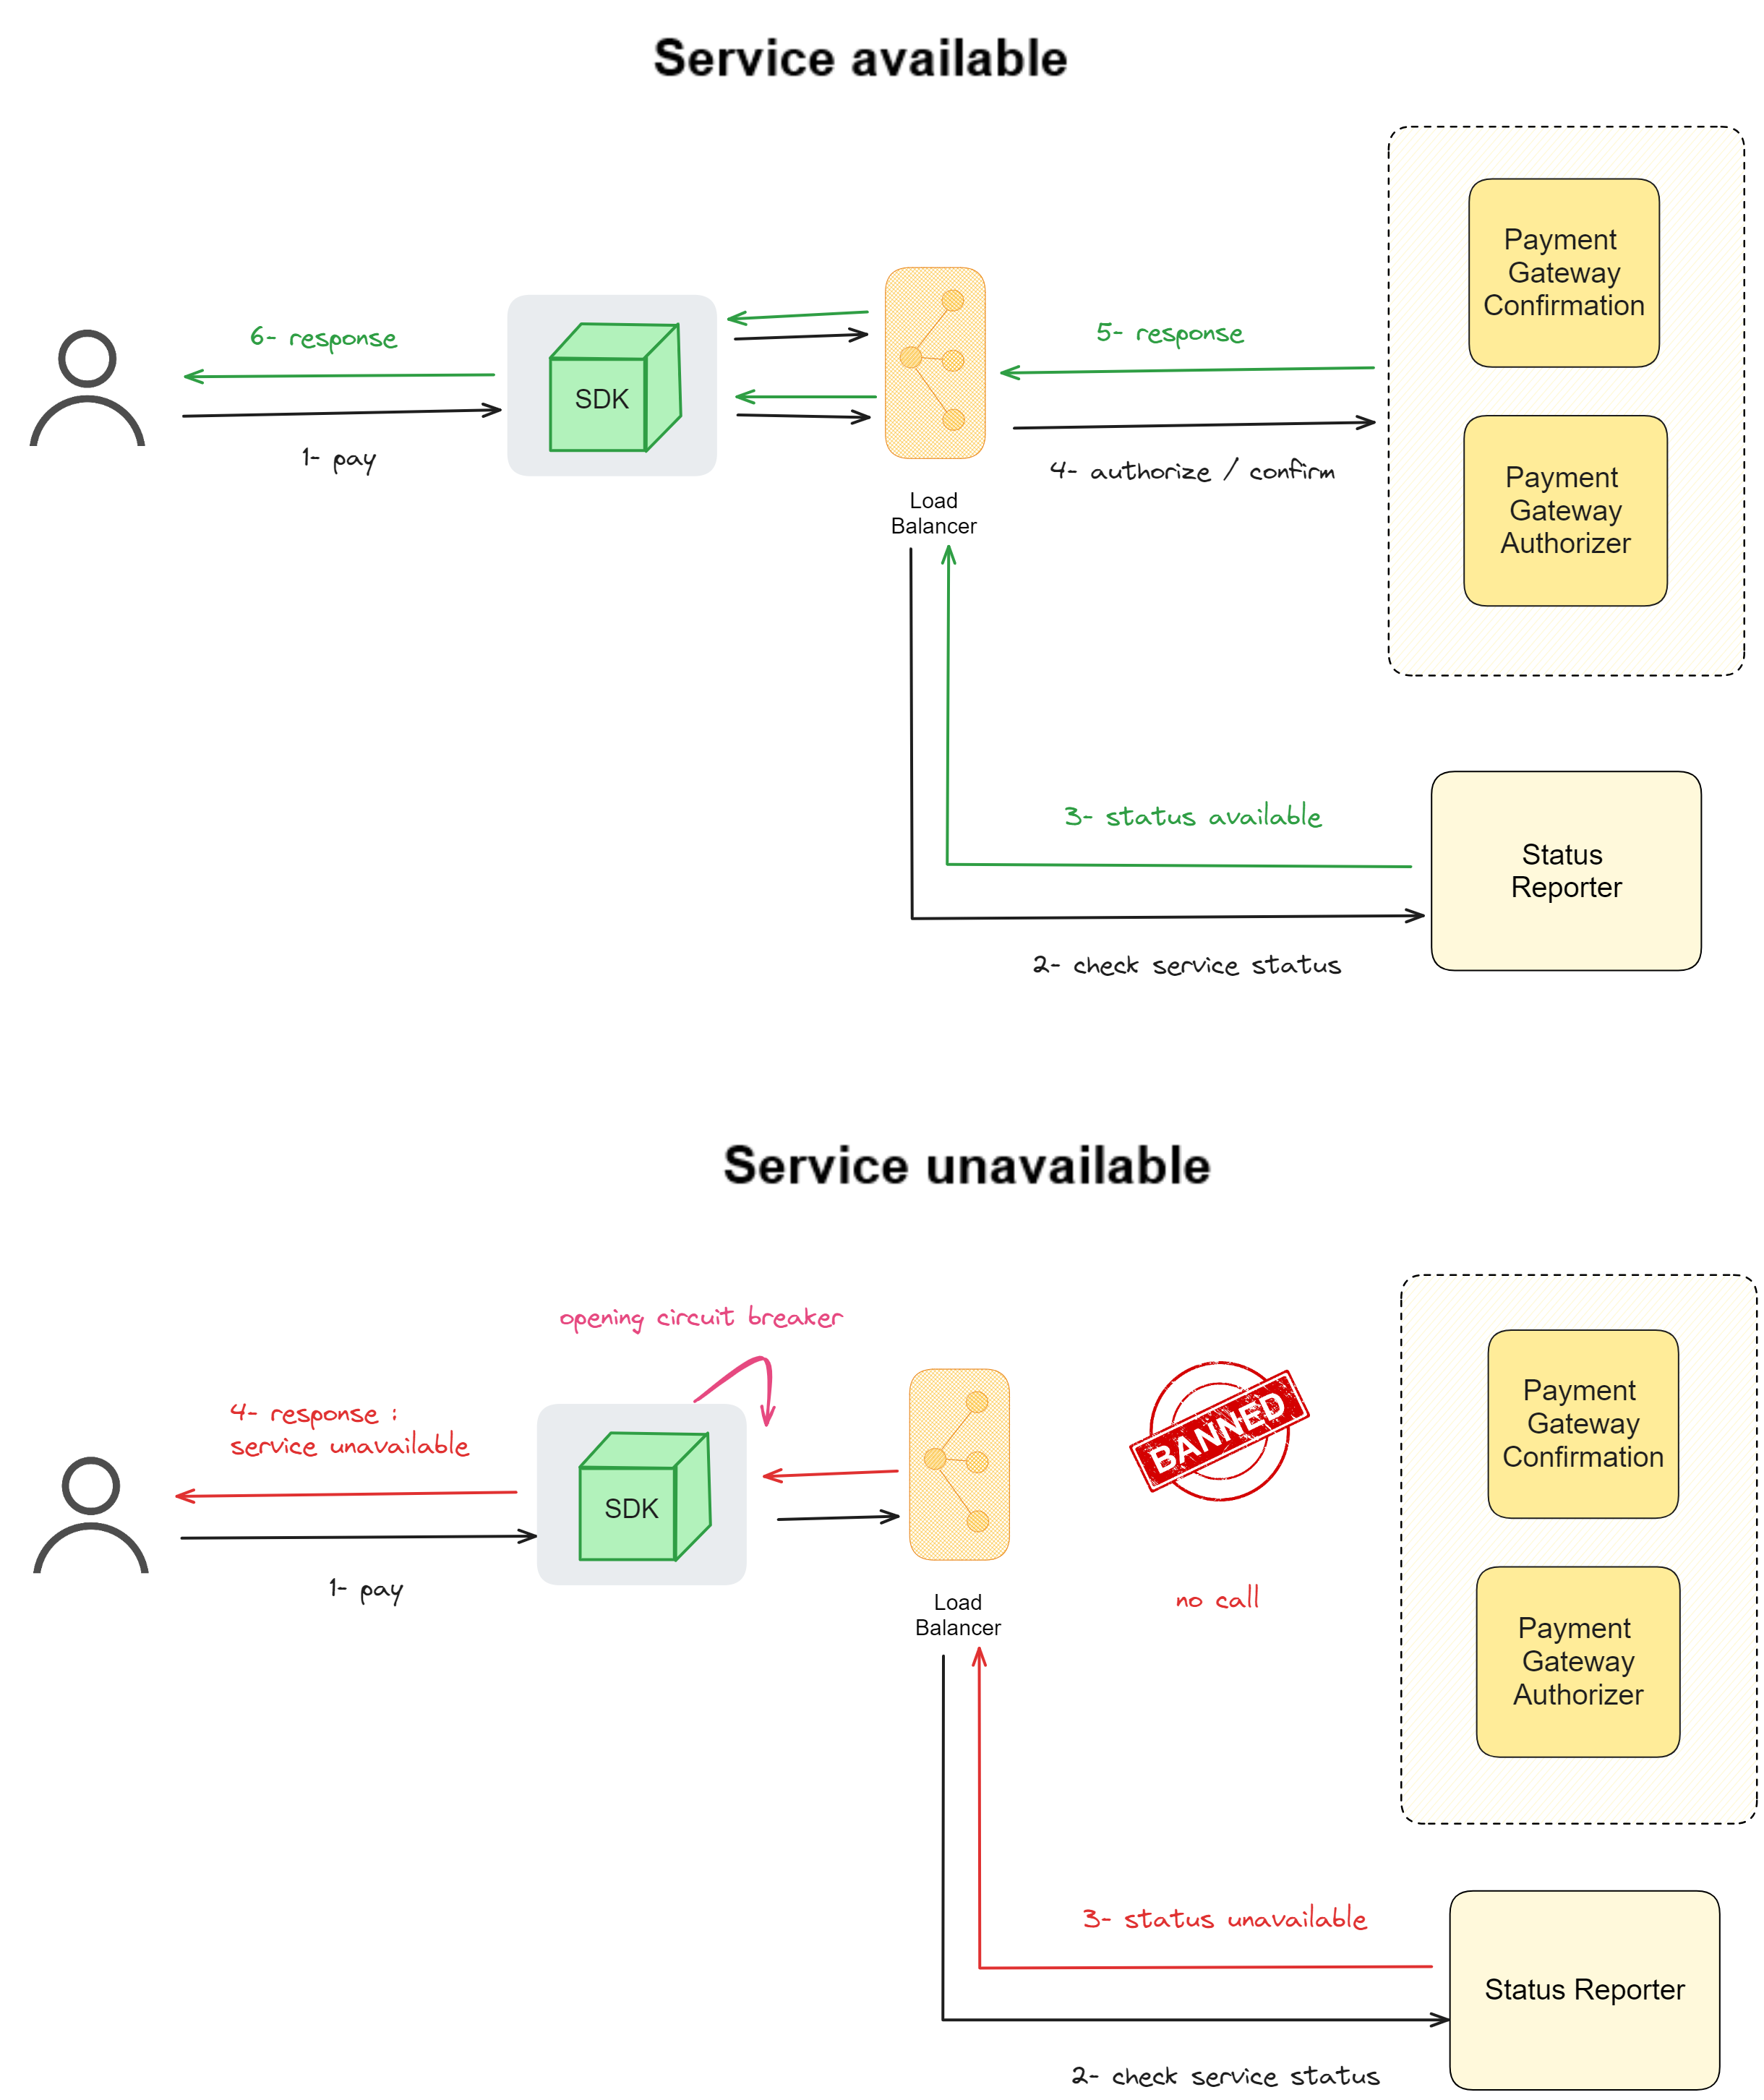 Service available
Payment
Gateway
Confirmation
6- response
5- response
SDK
1- pay
4- authorize / confirm
Load
Balancer
Payment
Gateway
Authorizer
3- status available
Status
Reporter
2- check service status
Service unavailable
opening circuit breaker
4- response :
service unavailable
BANNED
Payment
Gateway
Confirmation
SDK
1- pay
Load
Balancer
no call
Payment
Gateway
Authorizer
3- status unavailable
Status Reporter
2- check service status